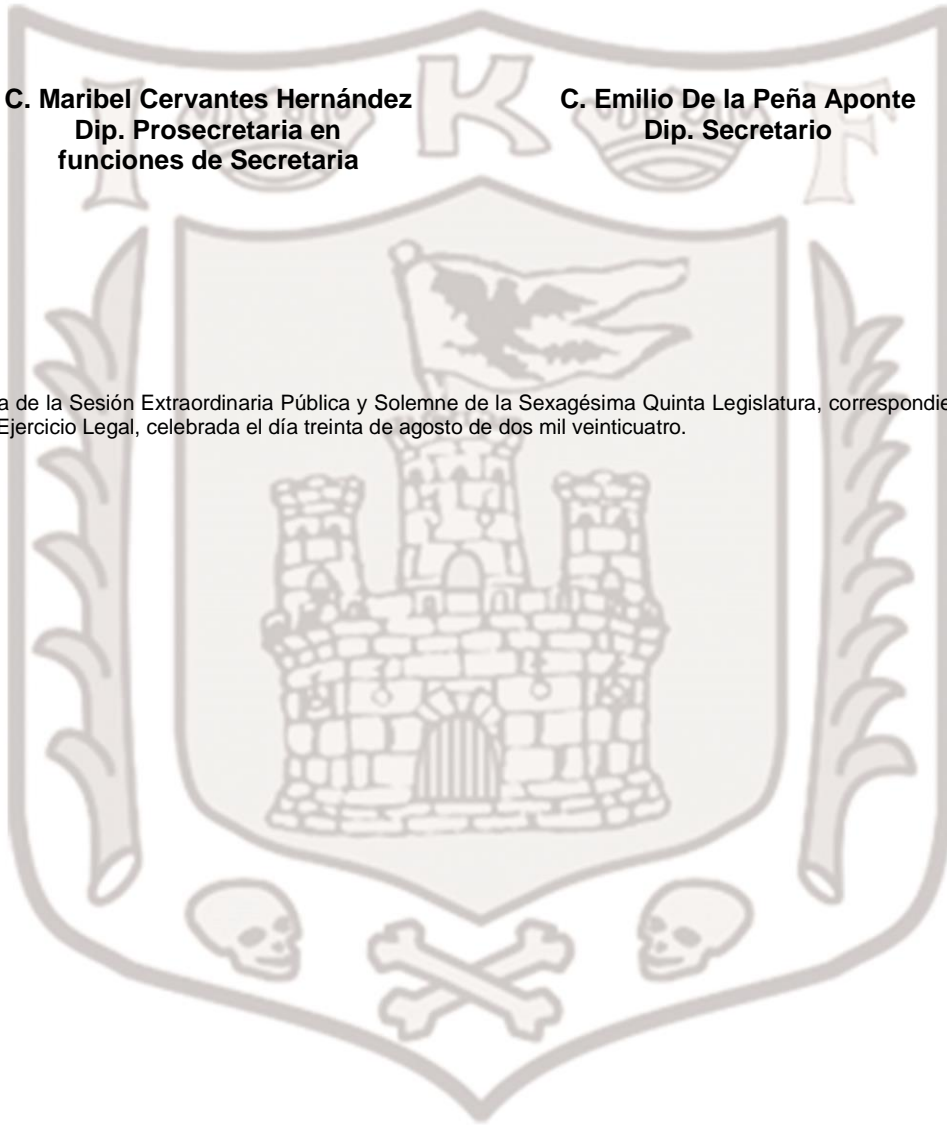 C. Maribel Cervantes Hernández
Dip. Prosecretaria en
funciones de Secretaria
C. Emilio De la Peña Aponte
Dip. Secretario
I K F
a de la Sesión Extraordinaria Pública y Solemne de la Sexagésima Quinta Legislatura, correspondie
Ejercicio Legal, celebrada el día treinta de agosto de dos mil veinticuatro.